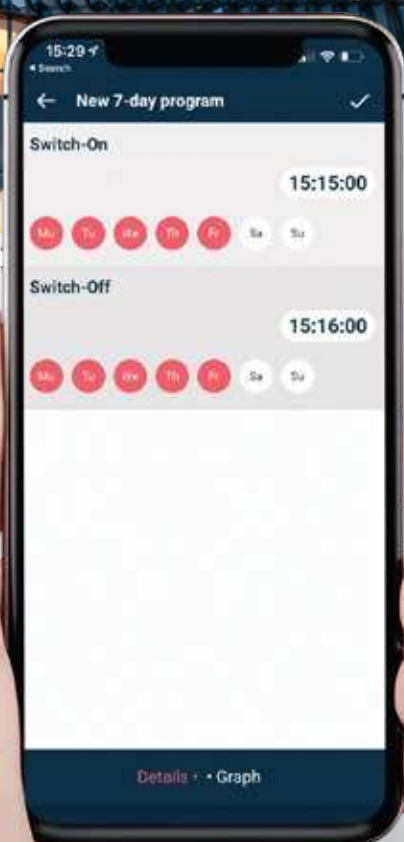 15:29
Search
New 7-day program
Switch-On
15:15:00
Mo Tu We Th Fr Sa Su
Switch-Off
15:16:00
Mo Tu We Th Fr Sa Su
Details Graph